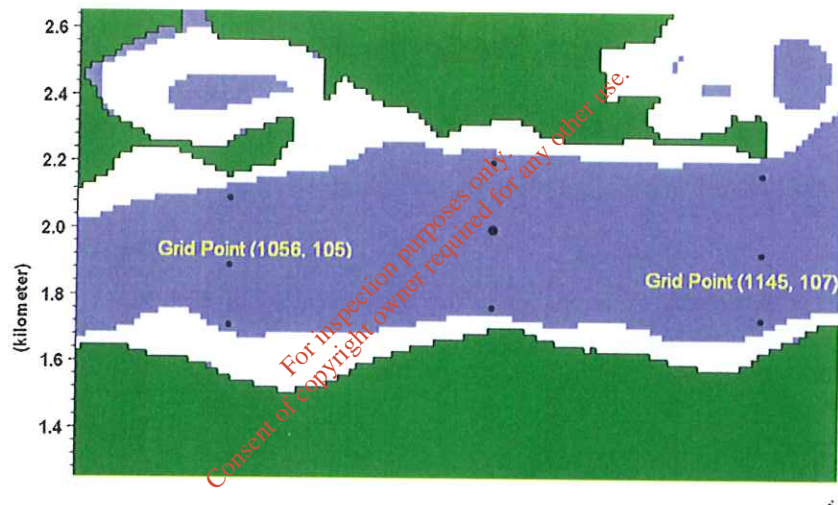 2.6
2.4
2.2
2.0
1.8
1.6
1.4
(kilometer)
Grid Point (1056, 105)
Grid Point (1145, 107)
For inspection purposes only.
Consent of copyright owner required for any other use.